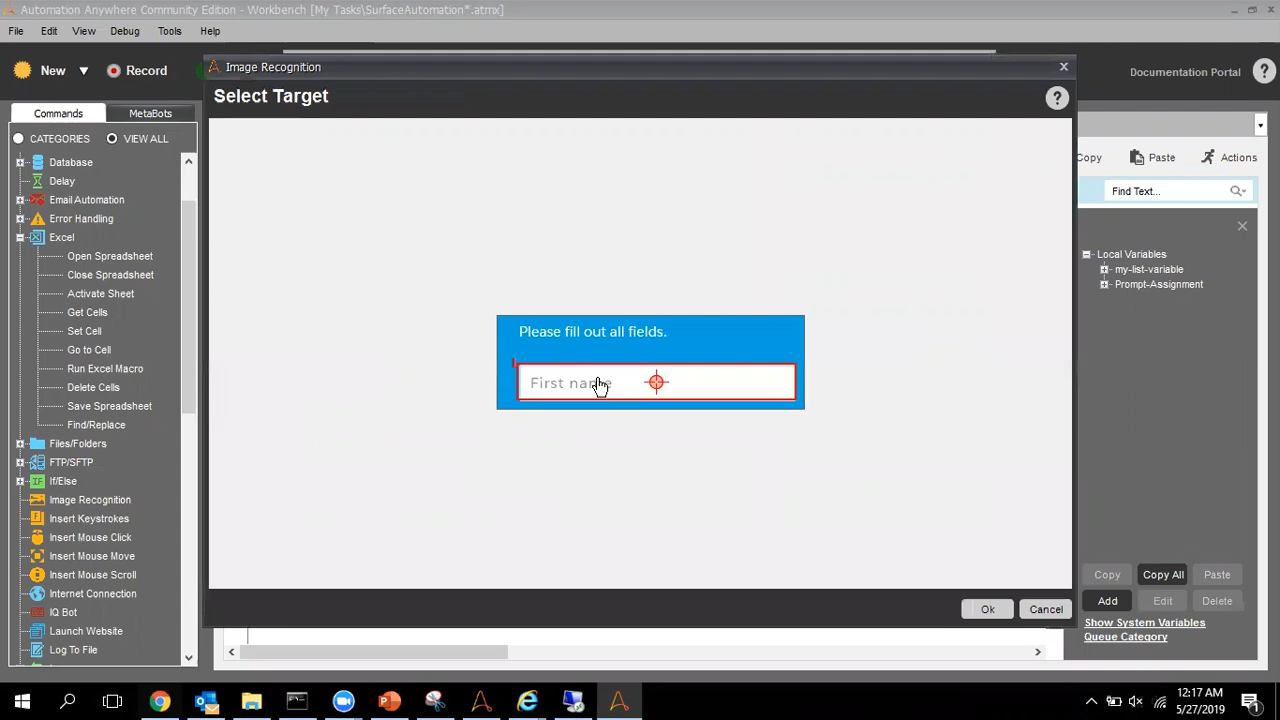 Automation Anywhere Community Edition - Workbench [My Tasks\SurfaceAutomation*.atmx]
File Edit View Debug Tools Help
New Record
Documentation Portal ?
Image Recognition
Select Target ?
Commands MetaBots
CATEGORIES VIEW ALL
Database
Delay
Email Automation
Error Handling
Excel
Open Spreadsheet
Close Spreadsheet
Activate Sheet
Get Cells
Set Cell
Go to Cell
Run Excel Macro
Delete Cells
Save Spreadsheet
Find/Replace
Files/Folders
FTP/SFTP
IF If/Else
Image Recognition
Insert Keystrokes
Insert Mouse Click
Insert Mouse Move
Insert Mouse Scroll
Internet Connection
IQ Bot
Launch Website
Log To File
Please fill out all fields.
First name
Ok Cancel
Copy Paste Actions
Find Text...
Local Variables
my-list-variable
Prompt-Assignment
Copy Copy All Paste
Add Edit Delete
Show System Variables
Queue Category
12:17 AM
5/27/2019
1